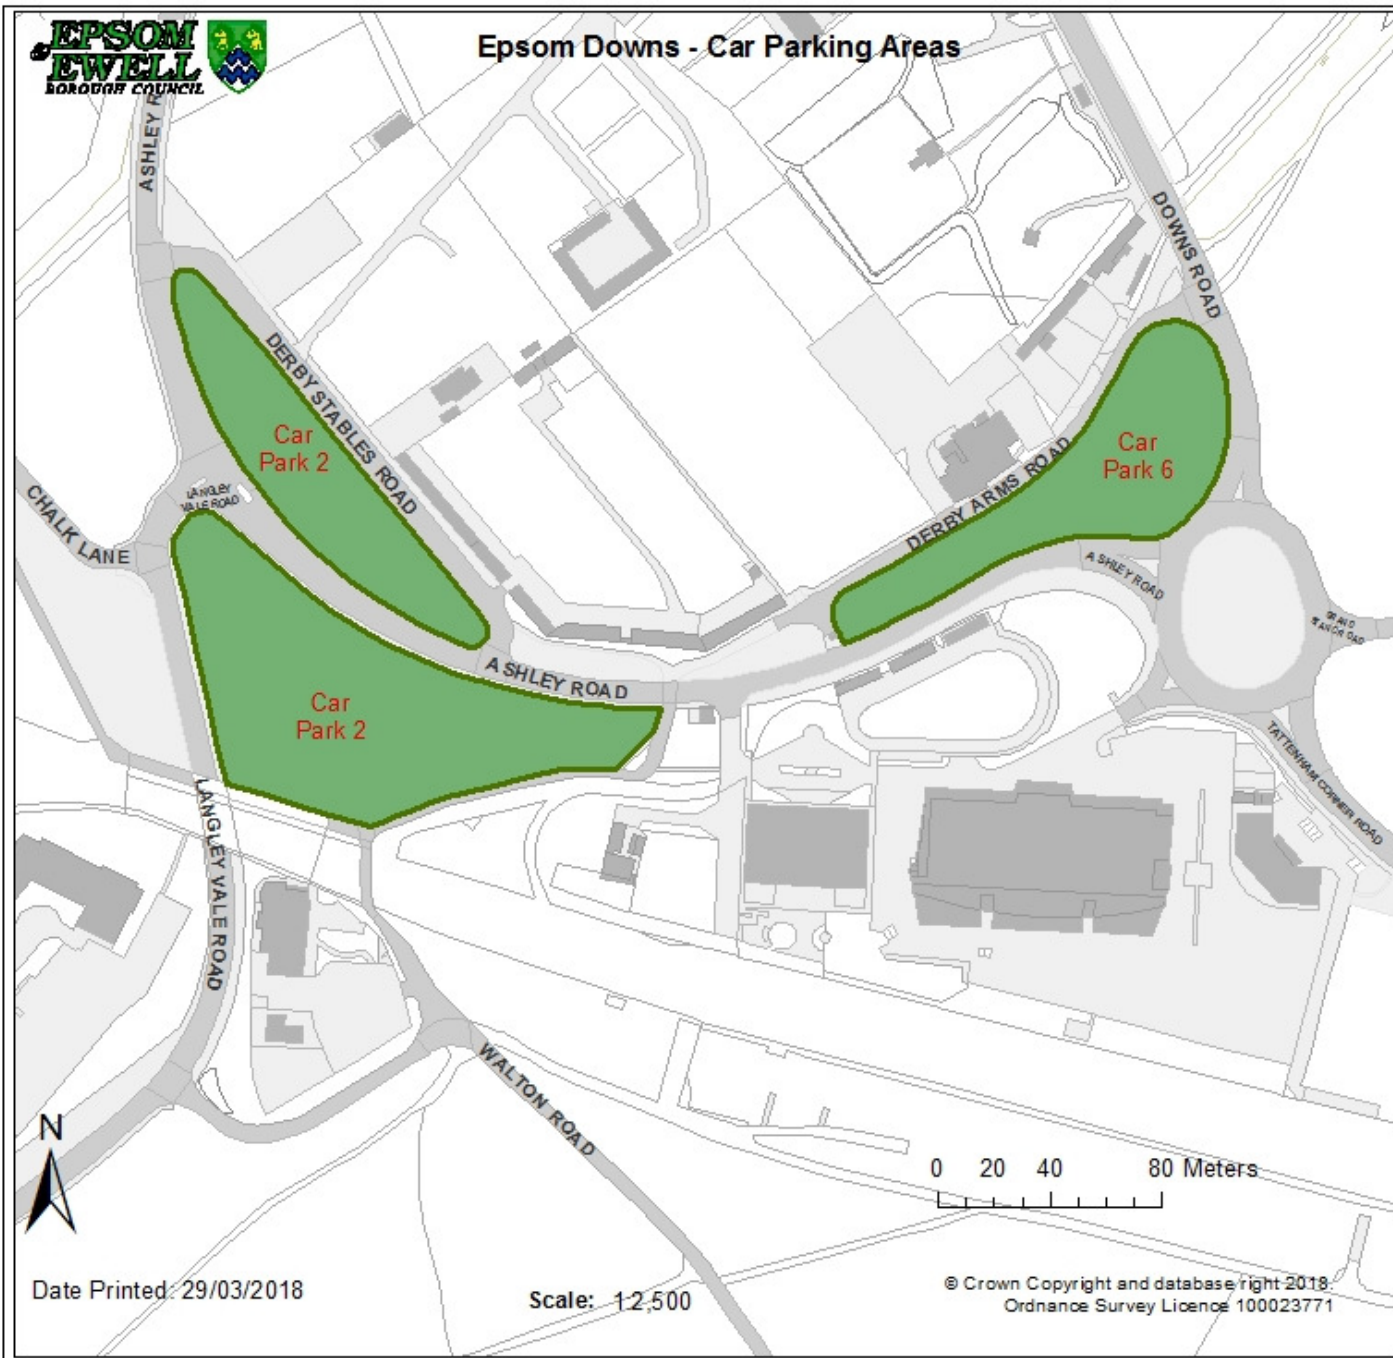 EPSOM
& EWELL
BOROUGH COUNCIL
Epsom Downs - Car Parking Areas
ASHLEY R
DOWNS ROAD
DERBY STABLES ROAD
Car
Park 2
Car
Park 6
LANGLEY
VALE ROAD
CHALK LANE
DERBY ARMS ROAD
ASHLEY ROAD
GRAND
STAND ROAD
ASHLEY ROAD
Car
Park 2
TATTENHAM CORNER ROAD
LANGLEY VALE ROAD
WALTON ROAD
N
0 20 40 80 Meters
Date Printed: 29/03/2018
Scale: 1:2,500
© Crown Copyright and database right 2018.
Ordnance Survey Licence 100023771